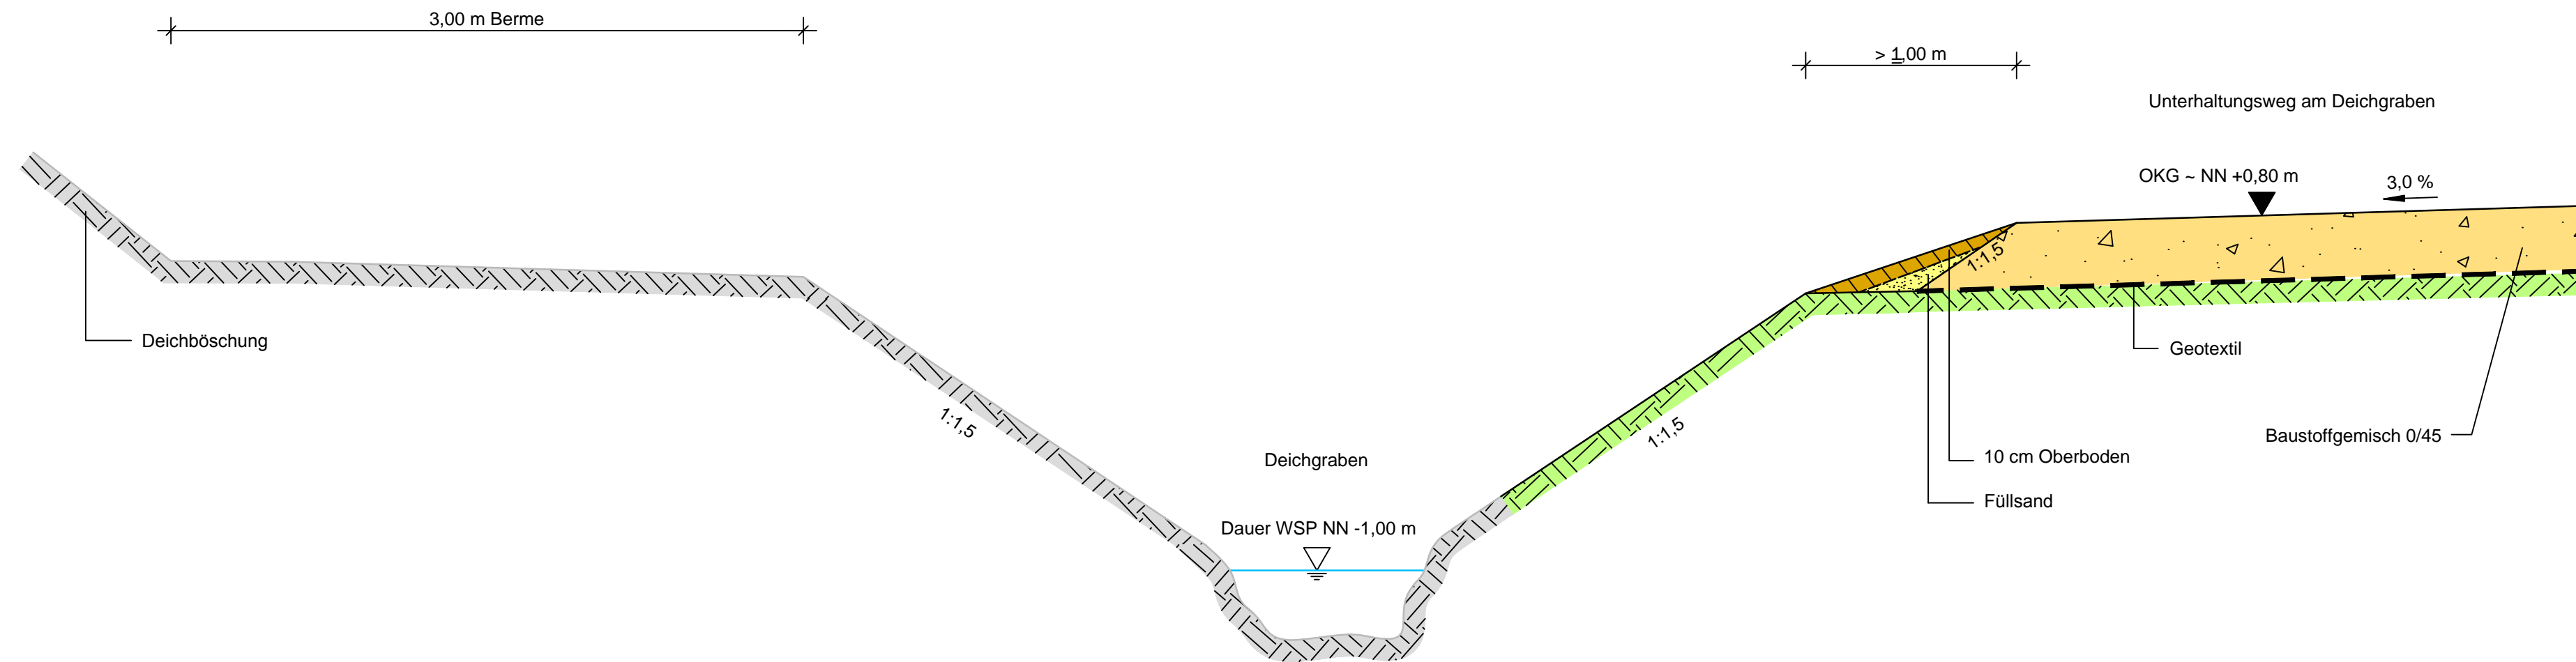 3,00 m Berme
> 1,00 m
Unterhaltungsweg am Deichgraben
OKG ~ NN +0,80 m
3,0 %
1:1,5
Deichböschung
Geotextil
1:1,5
1:1,5
Baustoffgemisch 0/45
Deichgraben
10 cm Oberboden
Füllsand
Dauer WSP NN -1,00 m